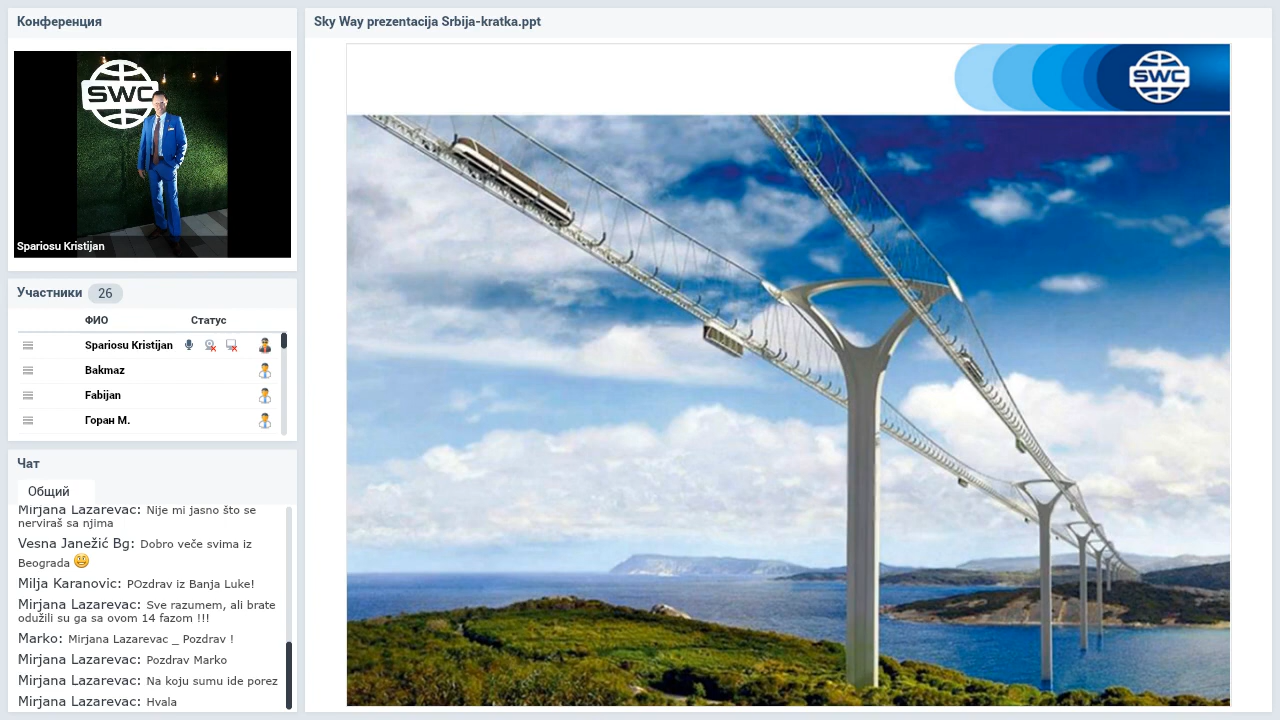 Конференция
SWC
Spariosu Kristijan
Участники 26
ФИО Статус
Spariosu Kristijan
Bakmaz
Fabijan
Горан М.
Чат
Общий
Mirjana Lazarevac: Nije mi jasno što se
nerviraš sa njima
Vesna Janežić Bg: Dobro veče svima iz
Beograda
Milja Karanovic: POzdrav iz Banja Luke!
Mirjana Lazarevac: Sve razumem, ali brate
odužili su ga sa ovom 14 fazom !!!
Marko: Mirjana Lazarevac _ Pozdrav !
Mirjana Lazarevac: Pozdrav Marko
Mirjana Lazarevac: Na koju sumu ide porez
Mirjana Lazarevac: Hvala
Sky Way prezentacija Srbija-kratka.ppt
SWC